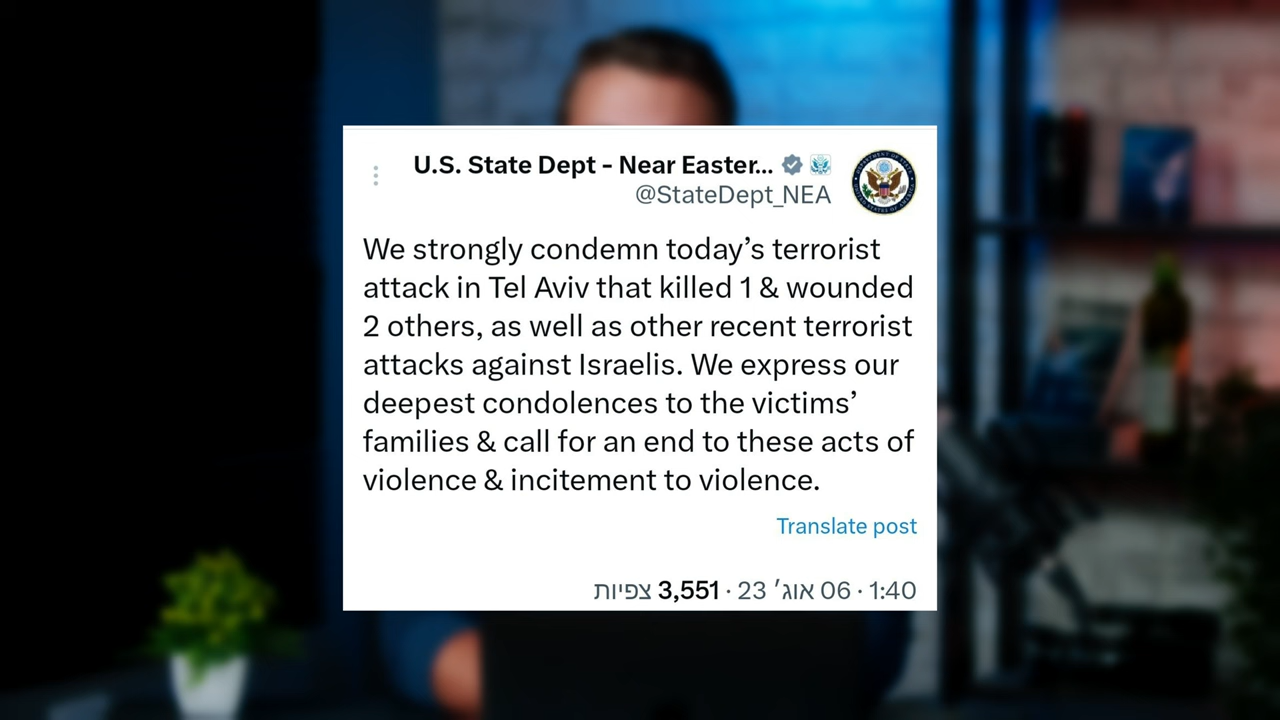 U.S. State Dept - Near Easter...
@StateDept_NEA
We strongly condemn today’s terrorist
attack in Tel Aviv that killed 1 & wounded
2 others, as well as other recent terrorist
attacks against Israelis. We express our
deepest condolences to the victims’
families & call for an end to these acts of
violence & incitement to violence.
Translate post
1:40 · 06 אוג׳ 23 · 3,551 צפיות